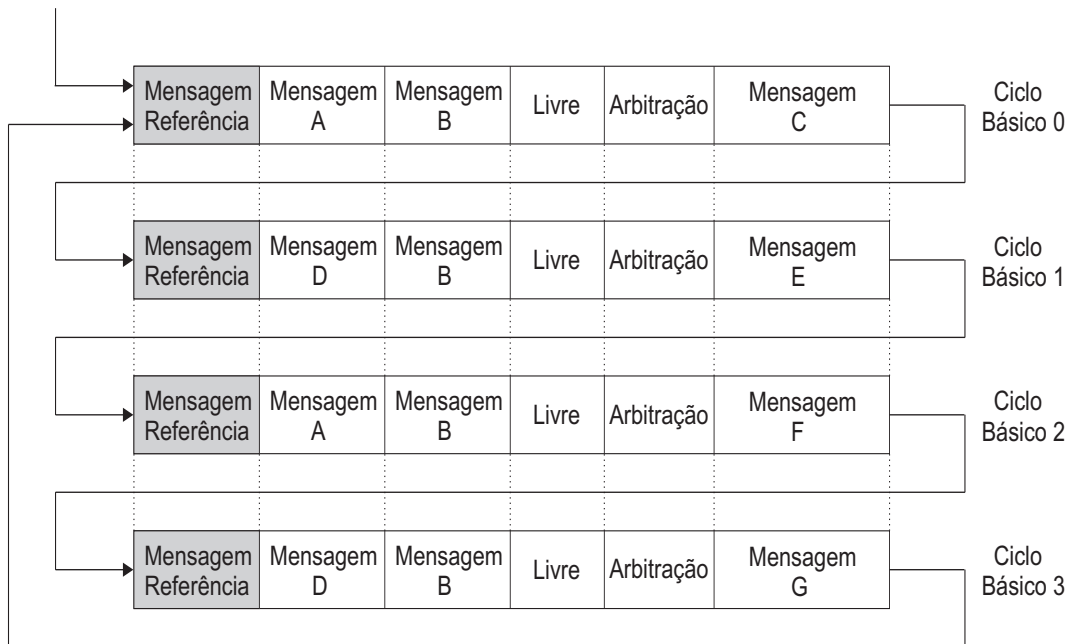 Mensagem Referência Mensagem A Mensagem B Livre Arbitração Mensagem C Ciclo Básico 0
Mensagem Referência Mensagem D Mensagem B Livre Arbitração Mensagem E Ciclo Básico 1
Mensagem Referência Mensagem A Mensagem B Livre Arbitração Mensagem F Ciclo Básico 2
Mensagem Referência Mensagem D Mensagem B Livre Arbitração Mensagem G Ciclo Básico 3